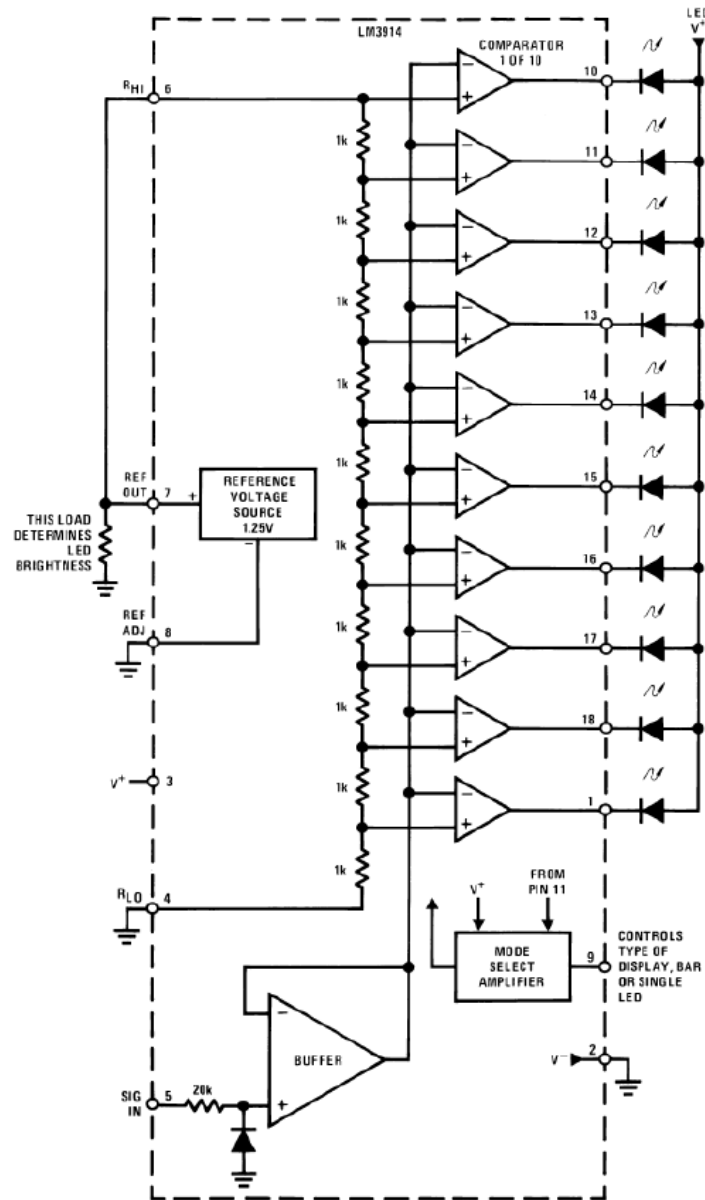 LM3914
LED
V+
COMPARATOR
1 OF 10
RHI
6
10
1k
11
1k
12
1k
13
1k
14
1k
15
REF
OUT
7
+
REFERENCE
VOLTAGE
SOURCE
1.25V
−
THIS LOAD
DETERMINES
LED
BRIGHTNESS
1k
16
REF
ADJ
8
1k
17
1k
18
V+
3
1k
1
1k
RLO
4
V+
FROM
PIN 11
MODE
SELECT
AMPLIFIER
9
CONTROLS
TYPE OF
DISPLAY, BAR
OR SINGLE
LED
−
BUFFER
+
V−
2
SIG
IN
5
20k